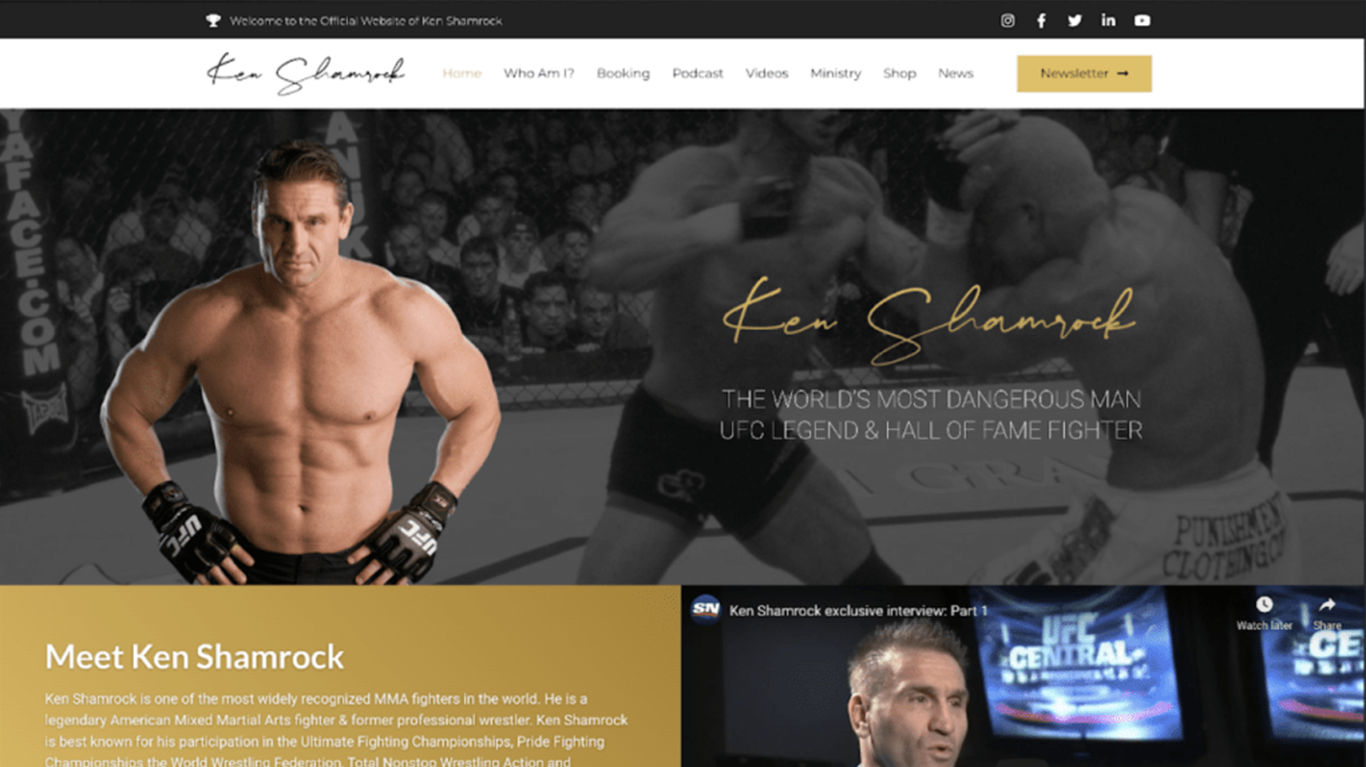 Welcome to the Official Website of Ken Shamrock
Ken Shamrock
Home Who Am I? Booking Podcast Videos Ministry Shop News
Newsletter
YAFACE.COM
TAPOUT
UFC
UFC
Ken Shamrock
THE WORLD'S MOST DANGEROUS MAN
UFC LEGEND & HALL OF FAME FIGHTER
PUNISHMENT
CLOTHING CO
Meet Ken Shamrock
Ken Shamrock is one of the most widely recognized MMA fighters in the world. He is a
legendary American Mixed Martial Arts fighter & former professional wrestler. Ken Shamrock
is best known for his participation in the Ultimate Fighting Championships, Pride Fighting
Championships the World Wrestling Federation, Total Nonstop Wrestling Action and
SN
Ken Shamrock exclusive interview: Part 1
Watch later
Share
UFC
CENTRAL
CE